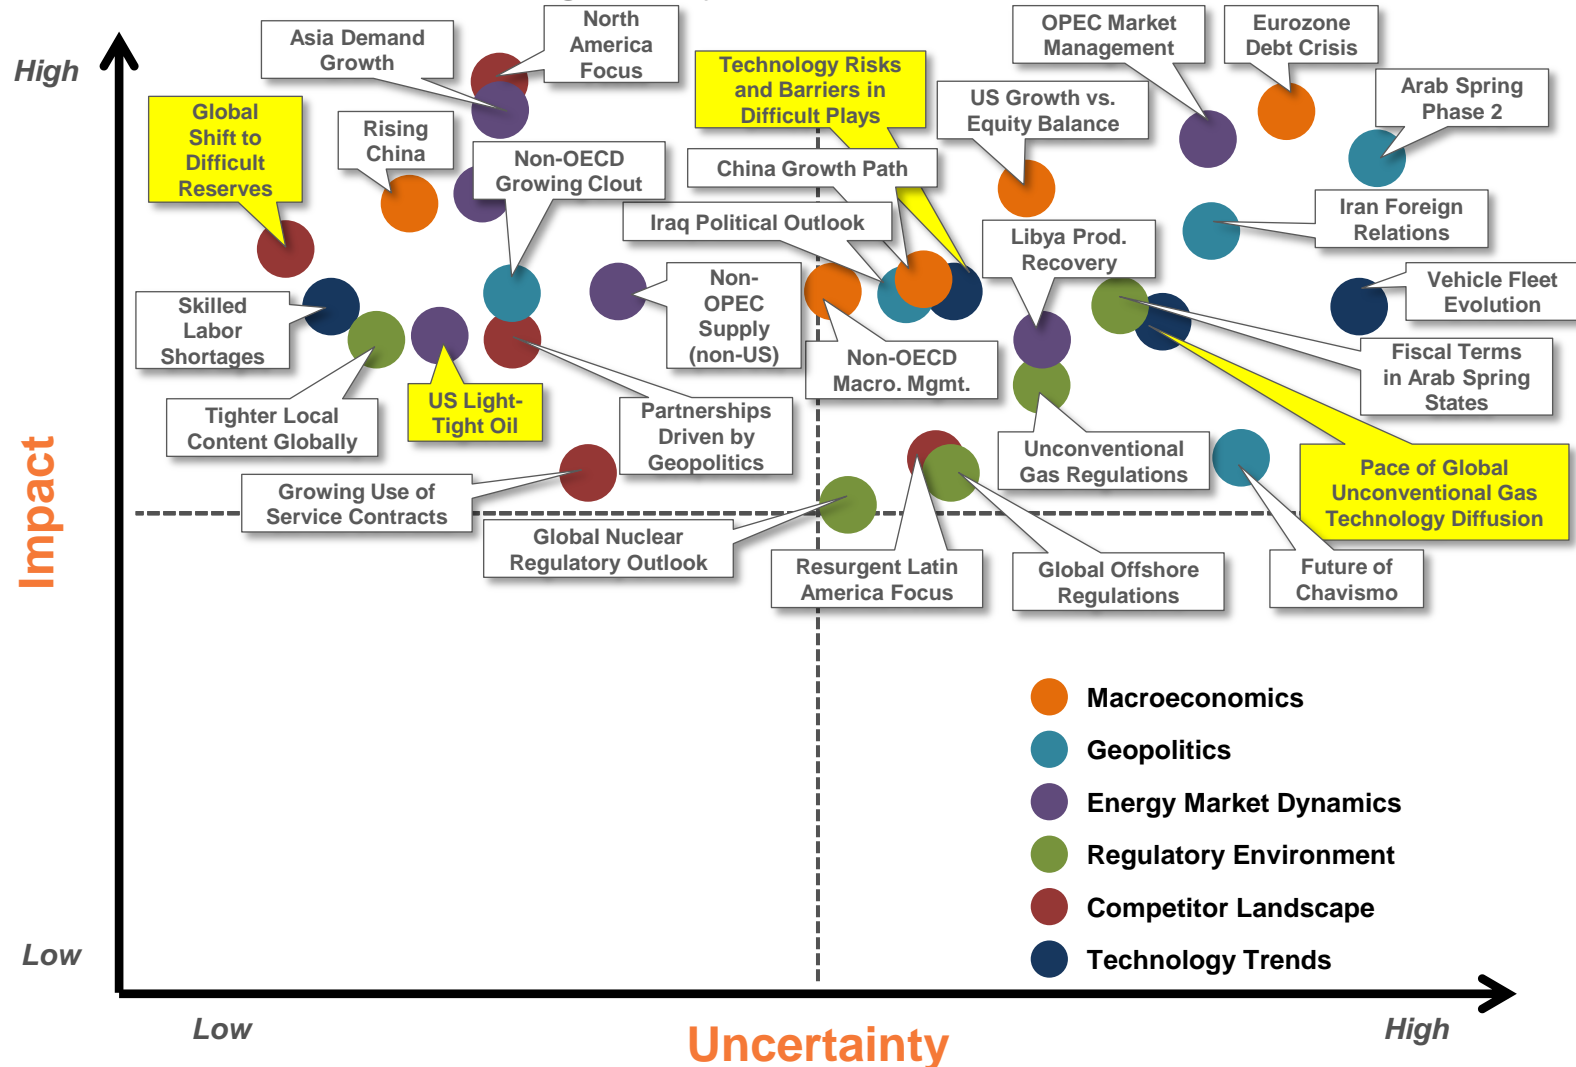 High
Asia Demand
Growth
North
America
Focus
Technology Risks
and Barriers in
Difficult Plays
OPEC Market
Management
Eurozone
Debt Crisis
US Growth vs.
Equity Balance
Arab Spring
Phase 2
Global
Shift to
Difficult
Reserves
Rising
China
Non-OECD
Growing Clout
China Growth Path
Iraq Political Outlook
Libya Prod.
Recovery
Iran Foreign
Relations
Skilled
Labor
Shortages
Non-
OPEC
Supply
(non-US)
Vehicle Fleet
Evolution
Non-OECD
Macro. Mgmt.
Fiscal Terms
in Arab Spring
States
Tighter Local
Content Globally
US Light-
Tight Oil
Partnerships
Driven by
Geopolitics
Unconventional
Gas Regulations
Pace of Global
Unconventional Gas
Technology Diffusion
Growing Use of
Service Contracts
Global Nuclear
Regulatory Outlook
Resurgent Latin
America Focus
Global Offshore
Regulations
Future of
Chavismo
Impact
Macroeconomics
Geopolitics
Energy Market Dynamics
Regulatory Environment
Competitor Landscape
Technology Trends
Low
Low
Uncertainty
High